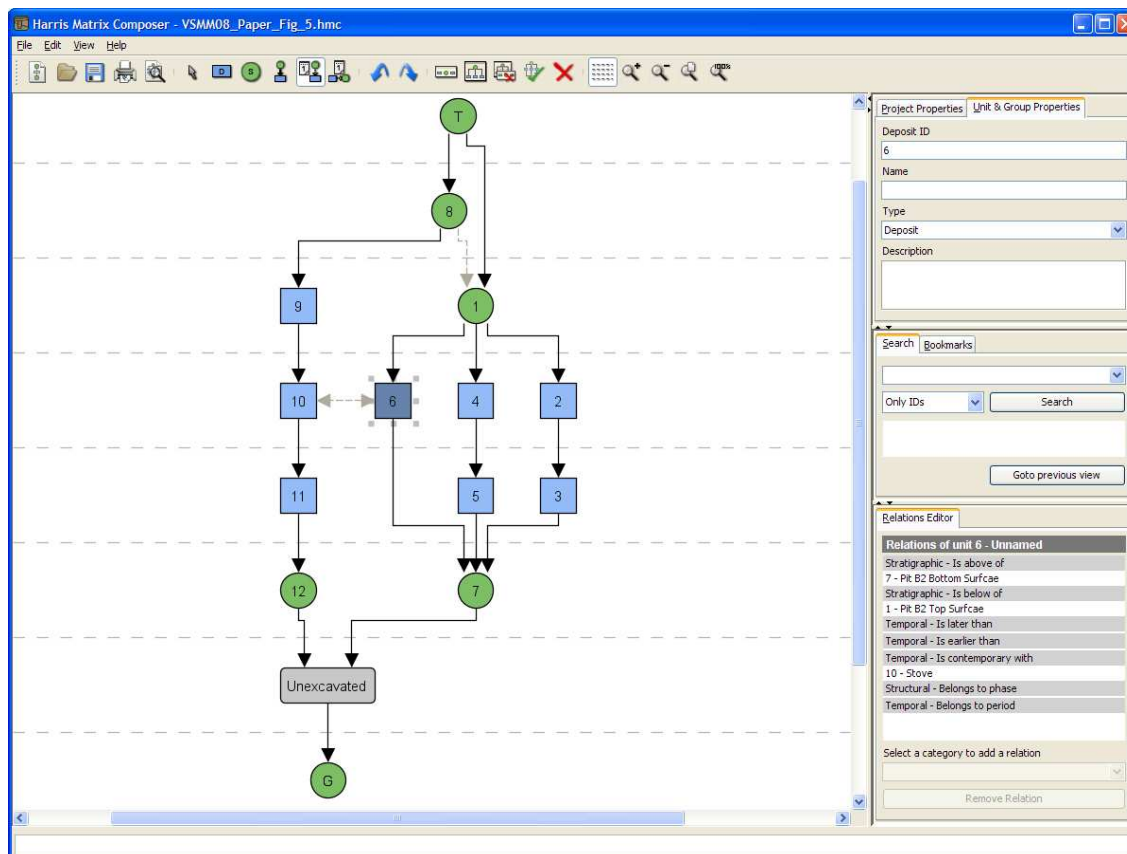 Harris Matrix Composer - VSMM08_Paper_Fig_5.hmc
File Edit View Help
100%
T
8
9
1
10
6
4
2
11
5
3
12
7
Unexcavated
G
Project Properties Unit & Group Properties
Deposit ID
6
Name
Type
Deposit
Description
Search Bookmarks
Only IDs Search
Goto previous view
Relations Editor
Relations of unit 6 - Unnamed
Stratigraphic - Is above of
7 - Pit B2 Bottom Surfcae
Stratigraphic - Is below of
1 - Pit B2 Top Surfcae
Temporal - Is later than
Temporal - Is earlier than
Temporal - Is contemporary with
10 - Stove
Structural - Belongs to phase
Temporal - Belongs to period
Select a category to add a relation
Remove Relation